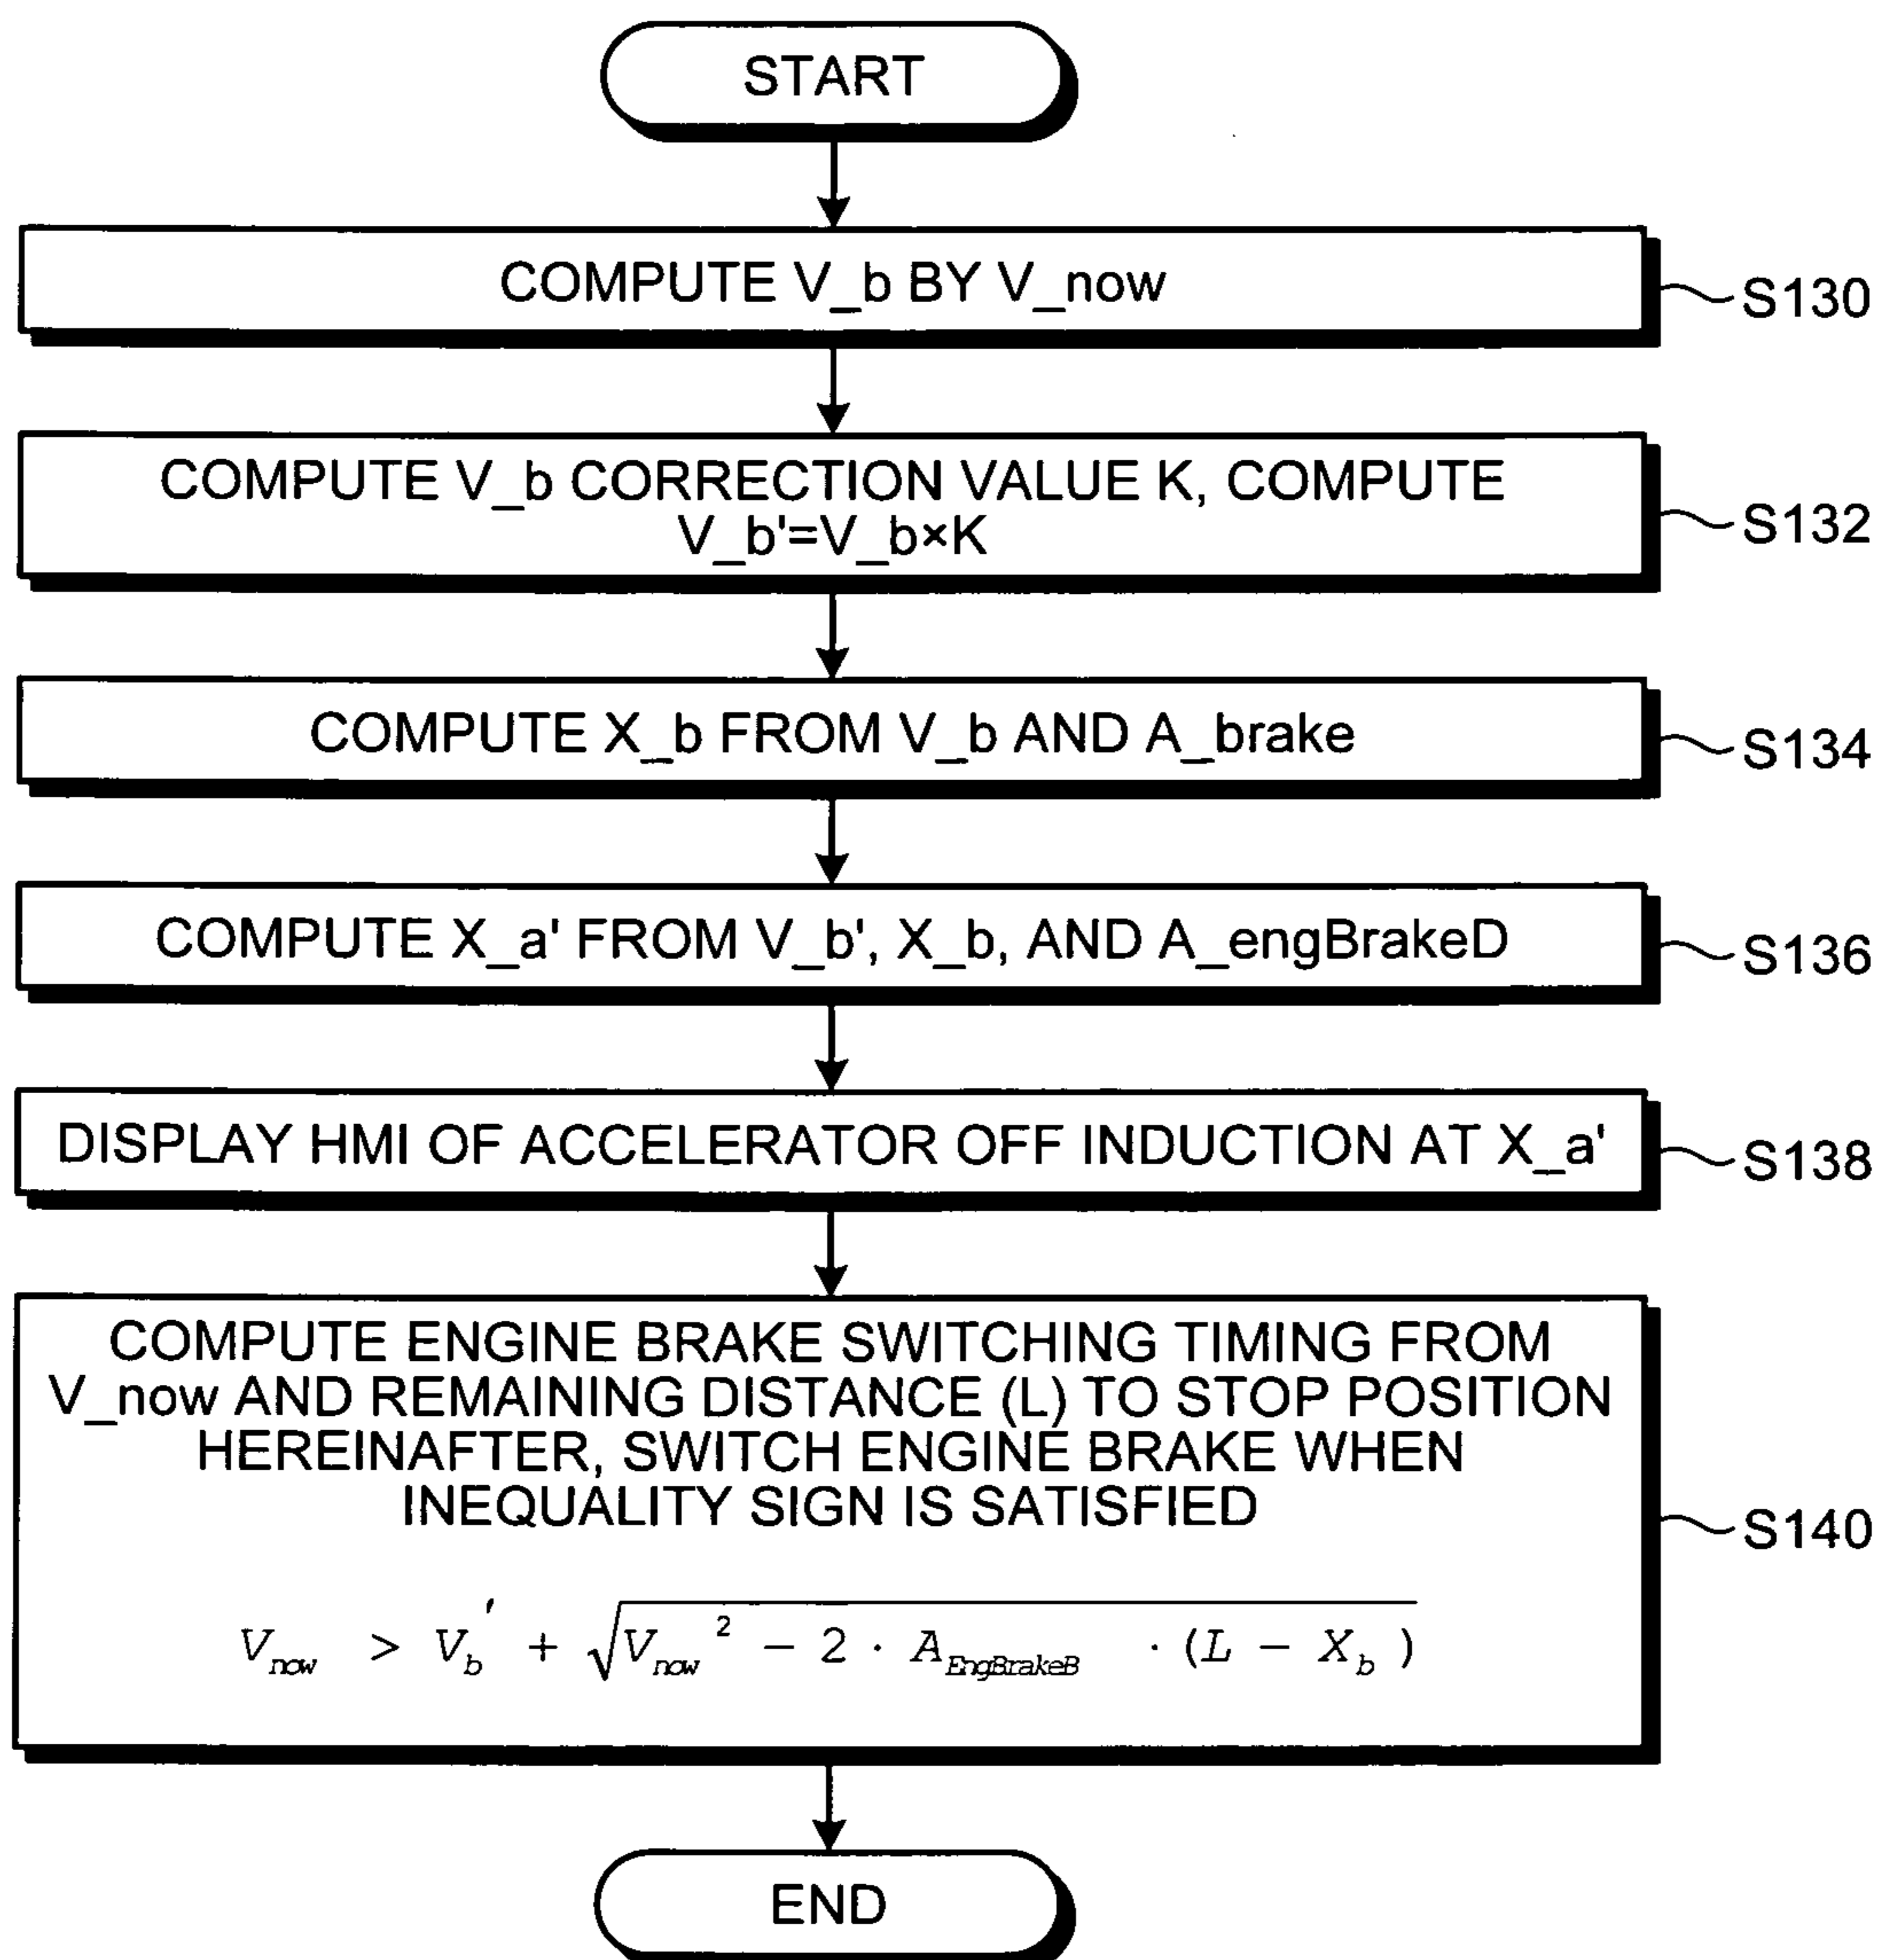 START
COMPUTE V_b BY V_now
S130
COMPUTE V_b CORRECTION VALUE K, COMPUTE
V_b'=V_b×K
S132
COMPUTE X_b FROM V_b AND A_brake
S134
COMPUTE X_a' FROM V_b', X_b, AND A_engBrakeD
S136
DISPLAY HMI OF ACCELERATOR OFF INDUCTION AT X_a'
S138
COMPUTE ENGINE BRAKE SWITCHING TIMING FROM
V_now AND REMAINING DISTANCE (L) TO STOP POSITION
HEREINAFTER, SWITCH ENGINE BRAKE WHEN
INEQUALITY SIGN IS SATISFIED
S140
V_now > V_b' + √(V_now² − 2 · A_EngBrakeB · (L − X_b))
END